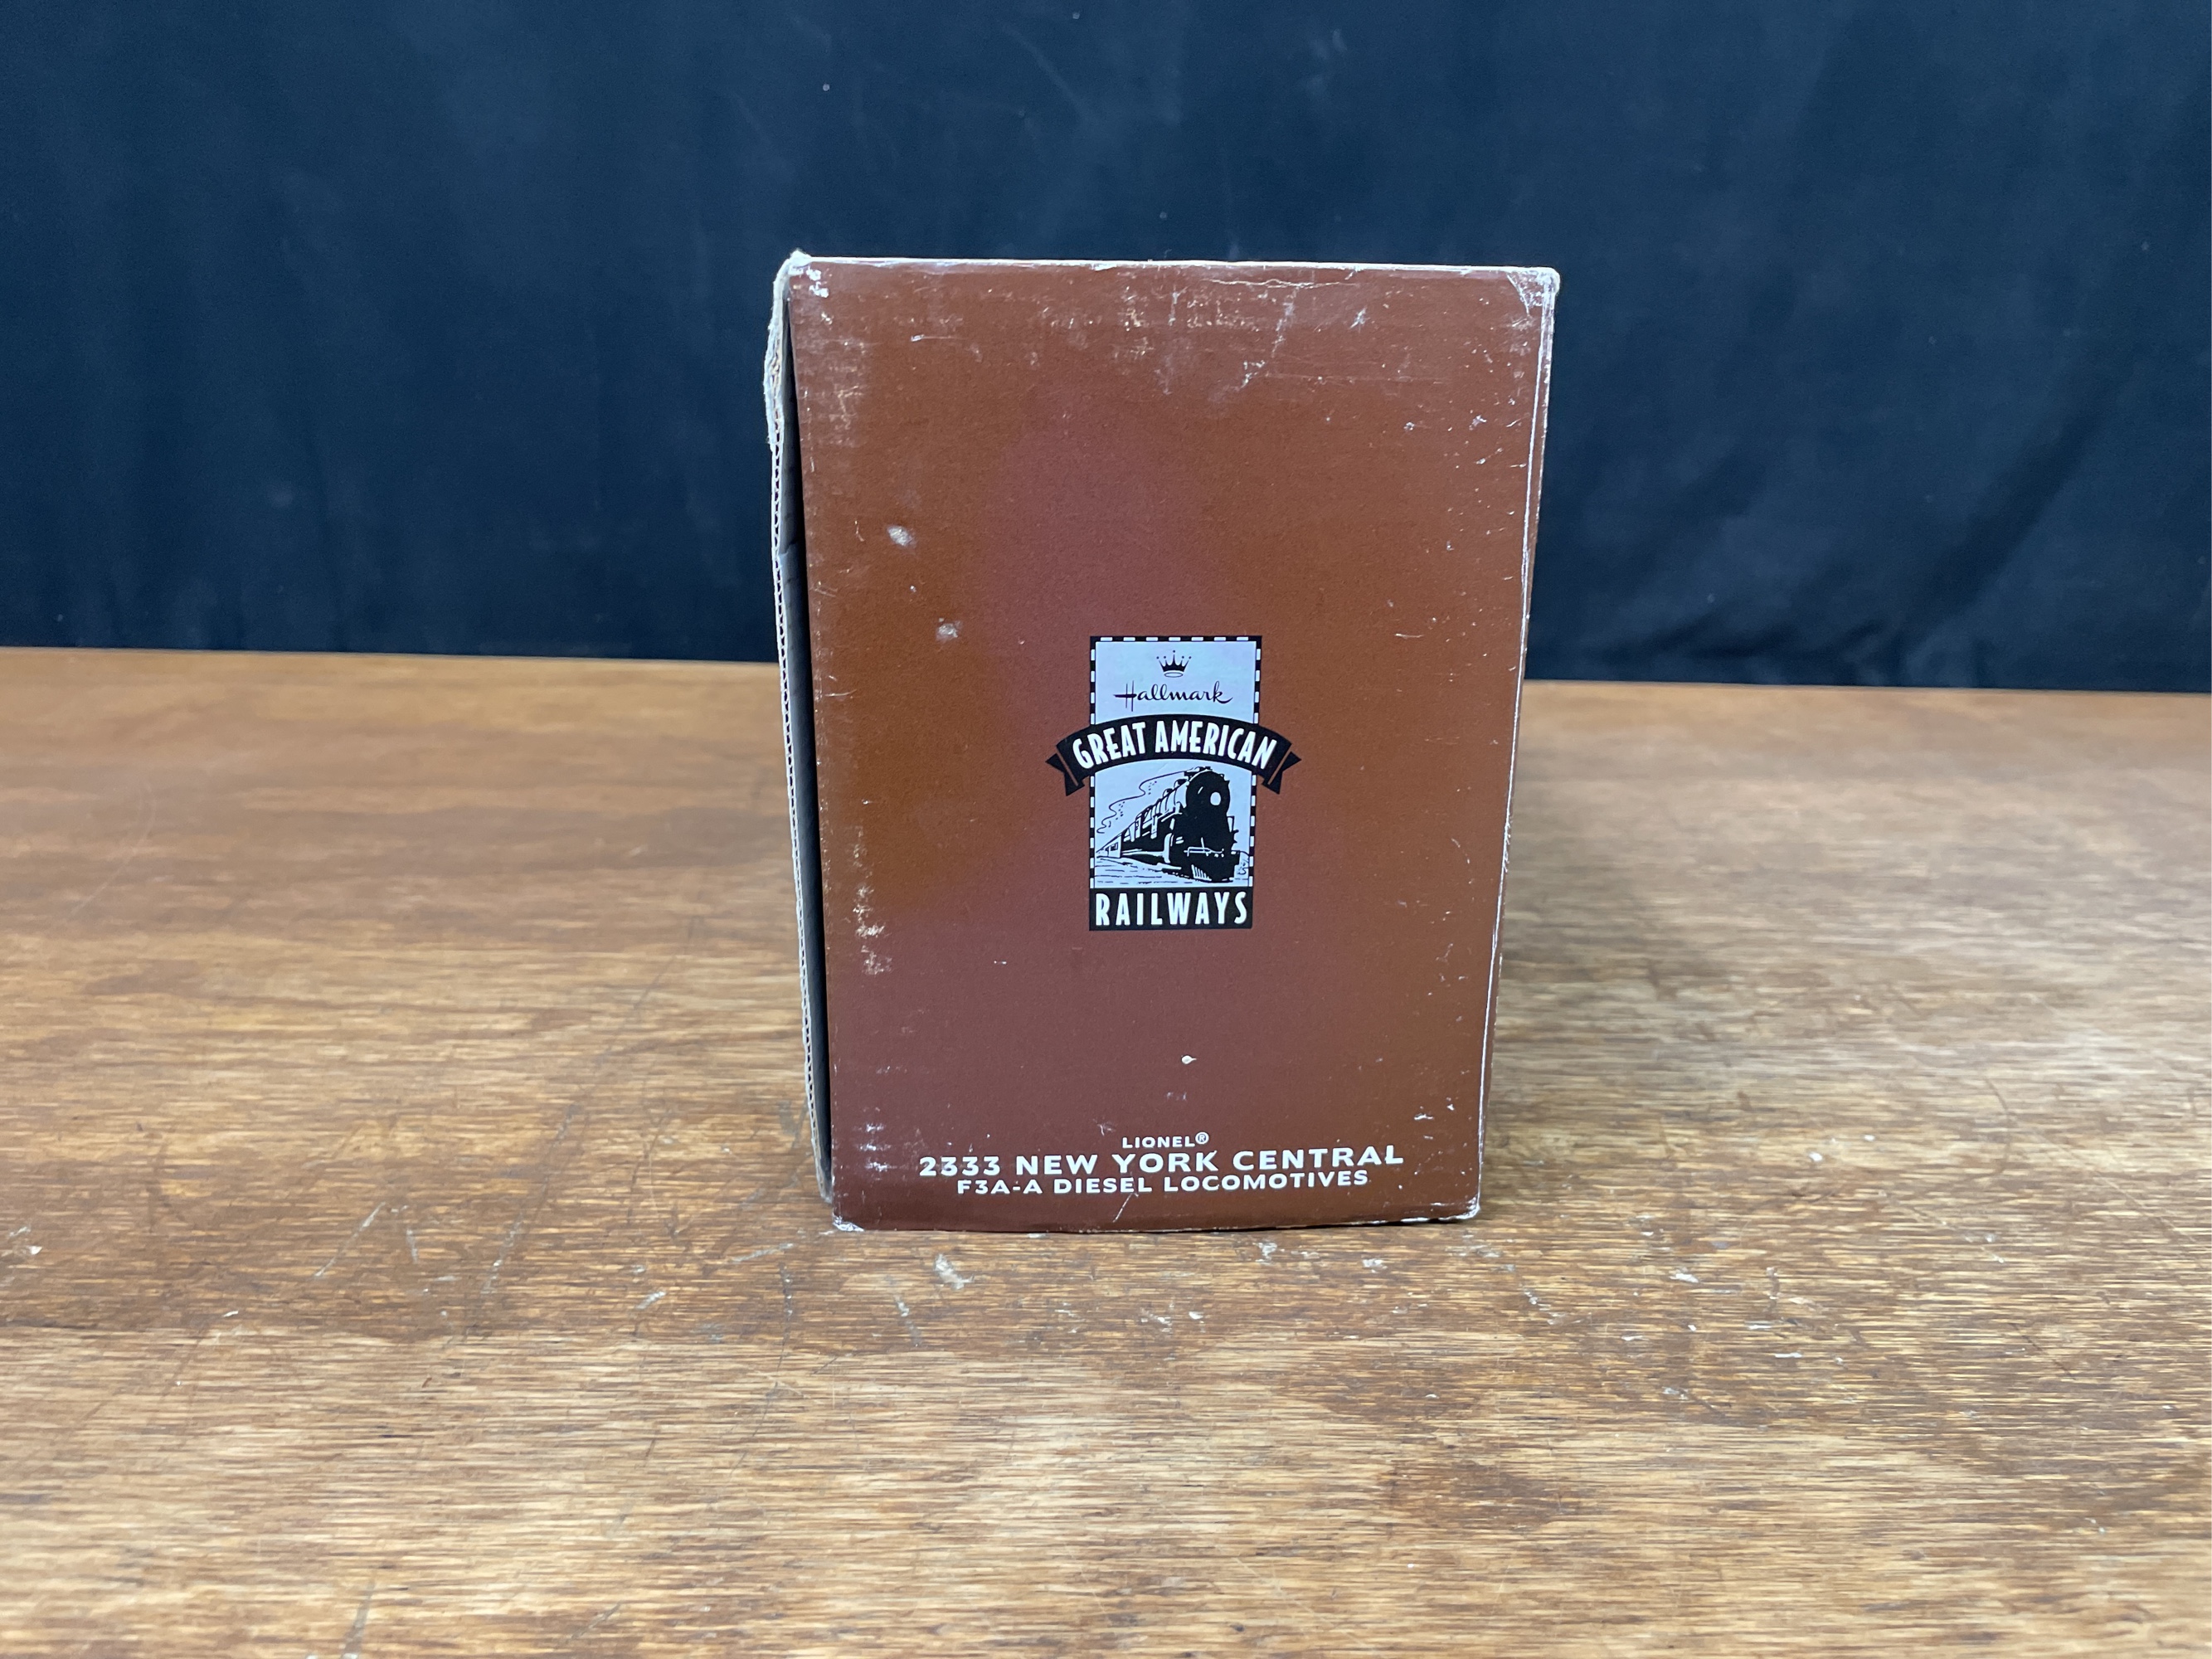 Hallmark
GREAT AMERICAN
RAILWAYS
LIONEL®
2333 NEW YORK CENTRAL
F3A-A DIESEL LOCOMOTIVES